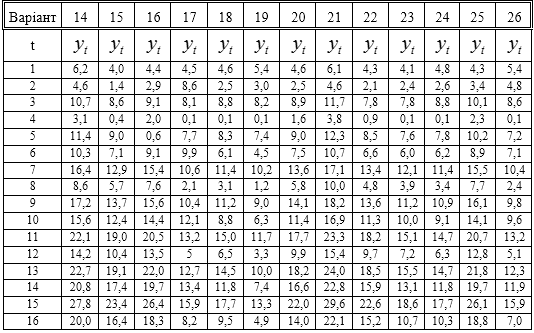 Варіант 14 15 16 17 18 19 20 21 22 23 24 25 26
t yt yt yt yt yt yt yt yt yt yt yt yt yt
1 6,2 4,0 4,4 4,5 4,6 5,4 4,6 6,1 4,3 4,1 4,8 4,3 5,4
2 4,6 1,4 2,9 8,6 2,5 3,0 2,5 4,6 2,1 2,4 2,6 3,4 4,8
3 10,7 8,6 9,1 8,1 8,8 8,2 8,9 11,7 7,8 7,8 8,8 10,1 8,6
4 3,1 0,4 2,0 0,1 0,1 0,1 1,6 3,8 0,9 0,1 0,1 2,3 0,1
5 11,4 9,0 0,6 7,7 8,3 7,4 9,0 12,3 8,5 7,6 7,8 10,2 7,2
6 10,3 7,1 9,1 9,9 6,1 4,5 7,5 10,7 6,6 6,0 6,2 8,9 7,1
7 16,4 12,9 15,4 10,6 11,4 10,2 13,6 17,1 13,4 12,1 11,4 15,5 10,4
8 8,6 5,7 7,6 2,1 3,1 1,2 5,8 10,0 4,8 3,9 3,4 7,7 2,4
9 17,2 13,7 15,6 10,4 11,2 9,0 14,1 18,2 13,6 11,2 10,9 16,1 9,8
10 15,6 12,4 14,4 12,1 8,8 6,3 11,4 16,9 11,3 10,0 9,1 14,1 9,6
11 22,1 19,0 20,5 13,2 15,0 11,7 17,7 23,3 18,2 15,1 14,7 20,7 13,2
12 14,2 10,4 13,5 5 6,5 3,3 9,9 15,4 9,7 7,2 6,3 12,8 5,1
13 22,7 19,1 22,0 12,7 14,5 10,0 18,2 24,0 18,5 15,5 14,7 21,8 12,3
14 20,8 17,4 19,7 13,4 11,8 7,4 16,6 22,8 15,9 13,1 11,8 19,7 11,9
15 27,8 23,4 26,4 15,9 17,7 13,3 22,0 29,6 22,6 18,6 17,7 26,1 15,9
16 20,0 16,4 18,3 8,2 9,5 4,9 14,0 22,1 15,2 10,7 10,3 18,8 7,0